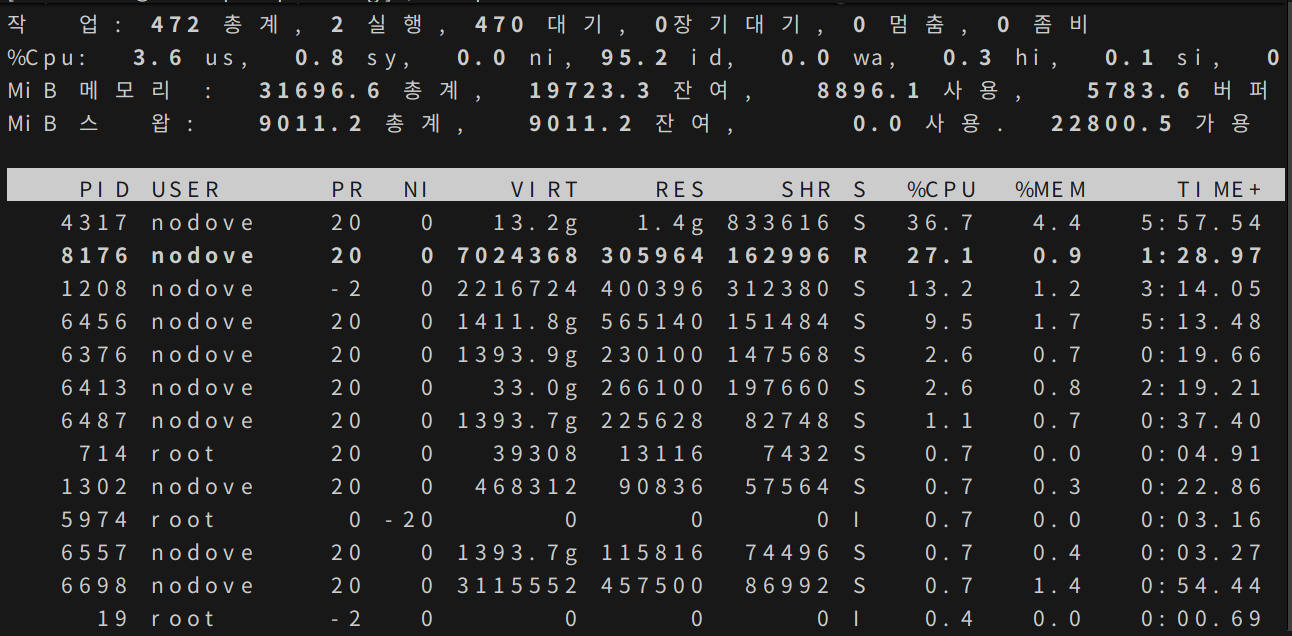 작 업: 472 총계, 2 실행, 470 대기, 0장기대기, 0 멈춤, 0 좀비
%Cpu: 3.6 us, 0.8 sy, 0.0 ni, 95.2 id, 0.0 wa, 0.3 hi, 0.1 si, 0
MiB 메모리 : 31696.6 총계, 19723.3 잔여, 8896.1 사용, 5783.6 버퍼
MiB 스왑: 9011.2 총계, 9011.2 잔여, 0.0 사용. 22800.5 가용
PID USER PR NI VIRT RES SHR S %CPU %MEM TIME+
4317 nodove 20 0 13.2g 1.4g 833616 S 36.7 4.4 5:57.54
8176 nodove 20 0 7024368 305964 162996 R 27.1 0.9 1:28.97
1208 nodove -2 0 2216724 400396 312380 S 13.2 1.2 3:14.05
6456 nodove 20 0 1411.8g 565140 151484 S 9.5 1.7 5:13.48
6376 nodove 20 0 1393.9g 230100 147568 S 2.6 0.7 0:19.66
6413 nodove 20 0 33.0g 266100 197660 S 2.6 0.8 2:19.21
6487 nodove 20 0 1393.7g 225628 82748 S 1.1 0.7 0:37.40
714 root 20 0 39308 13116 7432 S 0.7 0.0 0:04.91
1302 nodove 20 0 468312 90836 57564 S 0.7 0.3 0:22.86
5974 root 0 -20 0 0 0 I 0.7 0.0 0:03.16
6557 nodove 20 0 1393.7g 115816 74496 S 0.7 0.4 0:03.27
6698 nodove 20 0 3115552 457500 86992 S 0.7 1.4 0:54.44
19 root -2 0 0 0 0 I 0.4 0.0 0:00.69